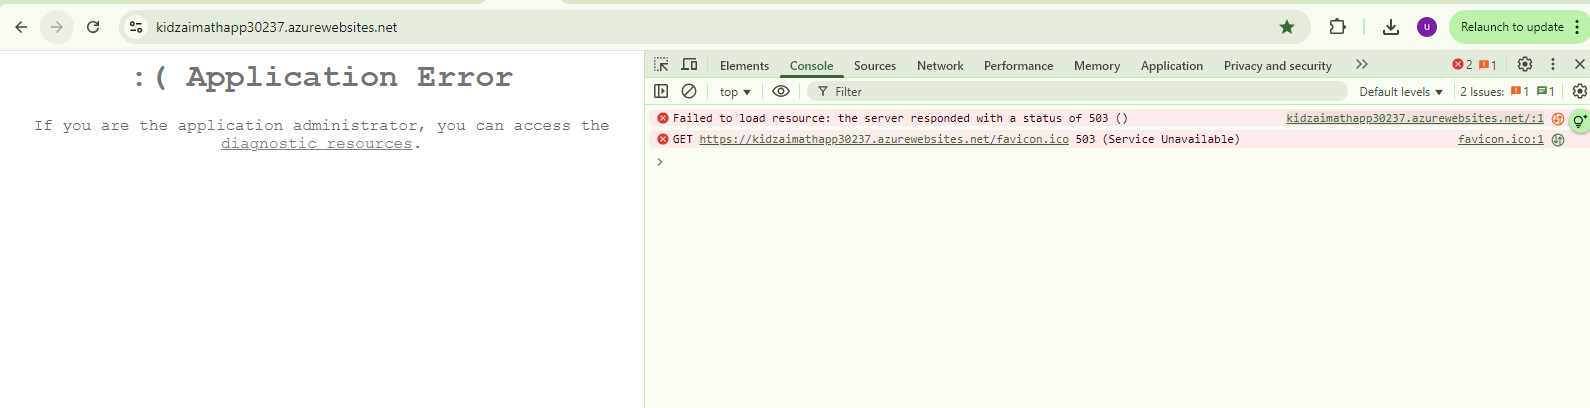 kidzaimathapp30237.azurewebsites.net
u
Relaunch to update
:( Application Error
If you are the application administrator, you can access the
diagnostic resources.
Elements
Console
Sources
Network
Performance
Memory
Application
Privacy and security
2
1
top
Filter
Default levels
2 Issues:
1
1
Failed to load resource: the server responded with a status of 503 ()
kidzaimathapp30237.azurewebsites.net/:1
GET https://kidzaimathapp30237.azurewebsites.net/favicon.ico 503 (Service Unavailable)
favicon.ico:1